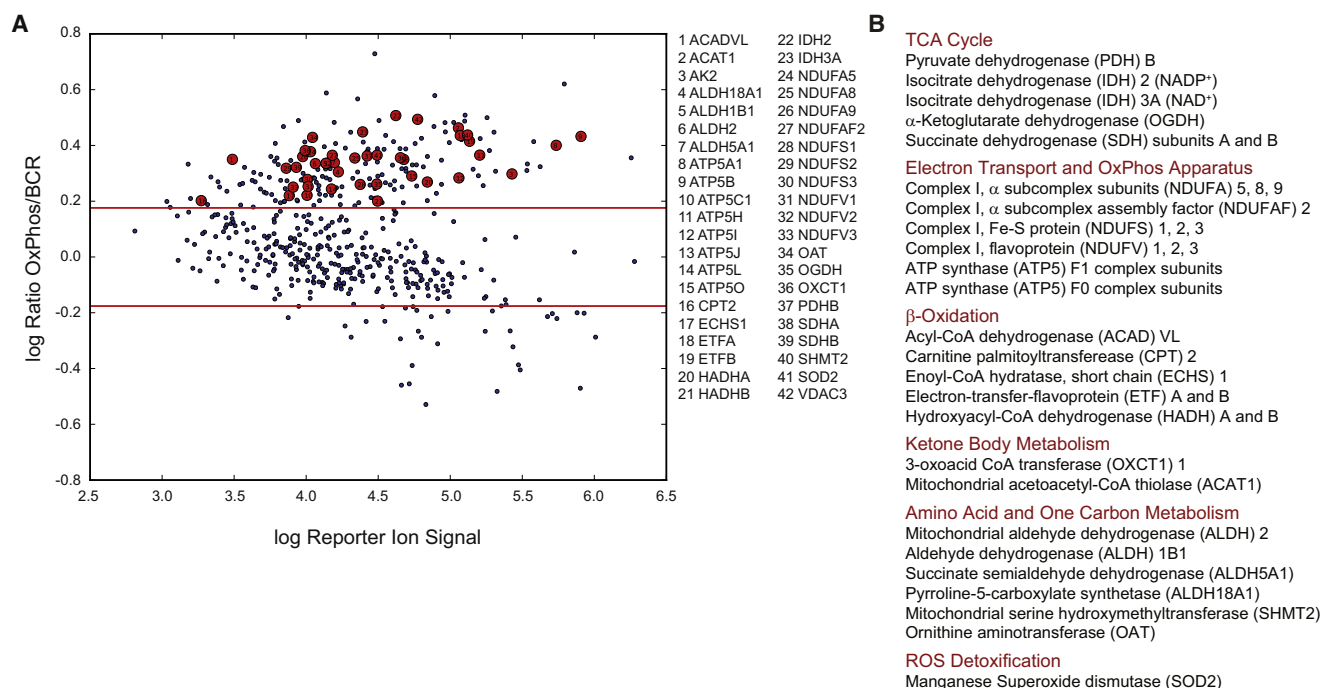 A
0.8
0.6
0.4
0.2
0.0
-0.2
-0.4
-0.6
-0.8
2.5 3.0 3.5 4.0 4.5 5.0 5.5 6.0 6.5
log Ratio OxPhos/BCR
log Reporter Ion Signal
1 ACADVL
2 ACAT1
3 AK2
4 ALDH18A1
5 ALDH1B1
6 ALDH2
7 ALDH5A1
8 ATP5A1
9 ATP5B
10 ATP5C1
11 ATP5H
12 ATP5I
13 ATP5J
14 ATP5L
15 ATP5O
16 CPT2
17 ECHS1
18 ETFA
19 ETFB
20 HADHA
21 HADHB
22 IDH2
23 IDH3A
24 NDUFA5
25 NDUFA8
26 NDUFA9
27 NDUFAF2
28 NDUFS1
29 NDUFS2
30 NDUFS3
31 NDUFV1
32 NDUFV2
33 NDUFV3
34 OAT
35 OGDH
36 OXCT1
37 PDHB
38 SDHA
39 SDHB
40 SHMT2
41 SOD2
42 VDAC3
B
TCA Cycle
Pyruvate dehydrogenase (PDH) B
Isocitrate dehydrogenase (IDH) 2 (NADP⁺)
Isocitrate dehydrogenase (IDH) 3A (NAD⁺)
α-Ketoglutarate dehydrogenase (OGDH)
Succinate dehydrogenase (SDH) subunits A and B
Electron Transport and OxPhos Apparatus
Complex I, α subcomplex subunits (NDUFA) 5, 8, 9
Complex I, α subcomplex assembly factor (NDUFAF) 2
Complex I, Fe-S protein (NDUFS) 1, 2, 3
Complex I, flavoprotein (NDUFV) 1, 2, 3
ATP synthase (ATP5) F1 complex subunits
ATP synthase (ATP5) F0 complex subunits
β-Oxidation
Acyl-CoA dehydrogenase (ACAD) VL
Carnitine palmitoyltransferease (CPT) 2
Enoyl-CoA hydratase, short chain (ECHS) 1
Electron-transfer-flavoprotein (ETF) A and B
Hydroxyacyl-CoA dehydrogenase (HADH) A and B
Ketone Body Metabolism
3-oxoacid CoA transferase (OXCT1) 1
Mitochondrial acetoacetyl-CoA thiolase (ACAT1)
Amino Acid and One Carbon Metabolism
Mitochondrial aldehyde dehydrogenase (ALDH) 2
Aldehyde dehydrogenase (ALDH) 1B1
Succinate semialdehyde dehydrogenase (ALDH5A1)
Pyrroline-5-carboxylate synthetase (ALDH18A1)
Mitochondrial serine hydroxymethyltransferase (SHMT2)
Ornithine aminotransferase (OAT)
ROS Detoxification
Manganese Superoxide dismutase (SOD2)